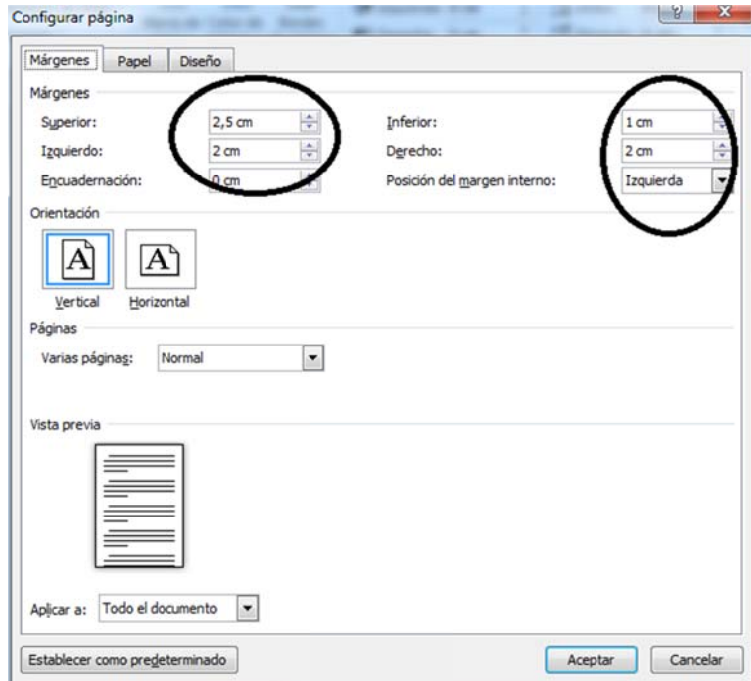 Configurar página
Márgenes Papel Diseño
Márgenes
Superior: 2,5 cm Inferior: 1 cm
Izquierdo: 2 cm Derecho: 2 cm
Encuadernación: 0 cm Posición del margen interno: Izquierda
Orientación
A A
Vertical Horizontal
Páginas
Varias páginas: Normal
Vista previa
Aplicar a: Todo el documento
Establecer como predeterminado Aceptar Cancelar